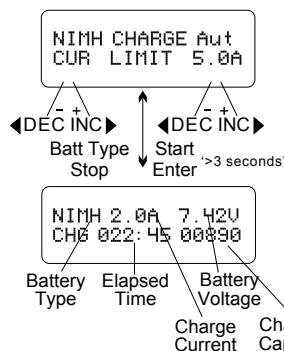 NIMH CHARGE Aut
CUR LIMIT 5.0A
- + - +
◀DEC INC▶ ◀DEC INC▶
Batt Type Start
Stop Enter '>3 seconds'
NIMH 2.0A 7.42V
CHG 022:45 00890
Battery Elapsed Battery
Type Time Voltage
Charge
Current